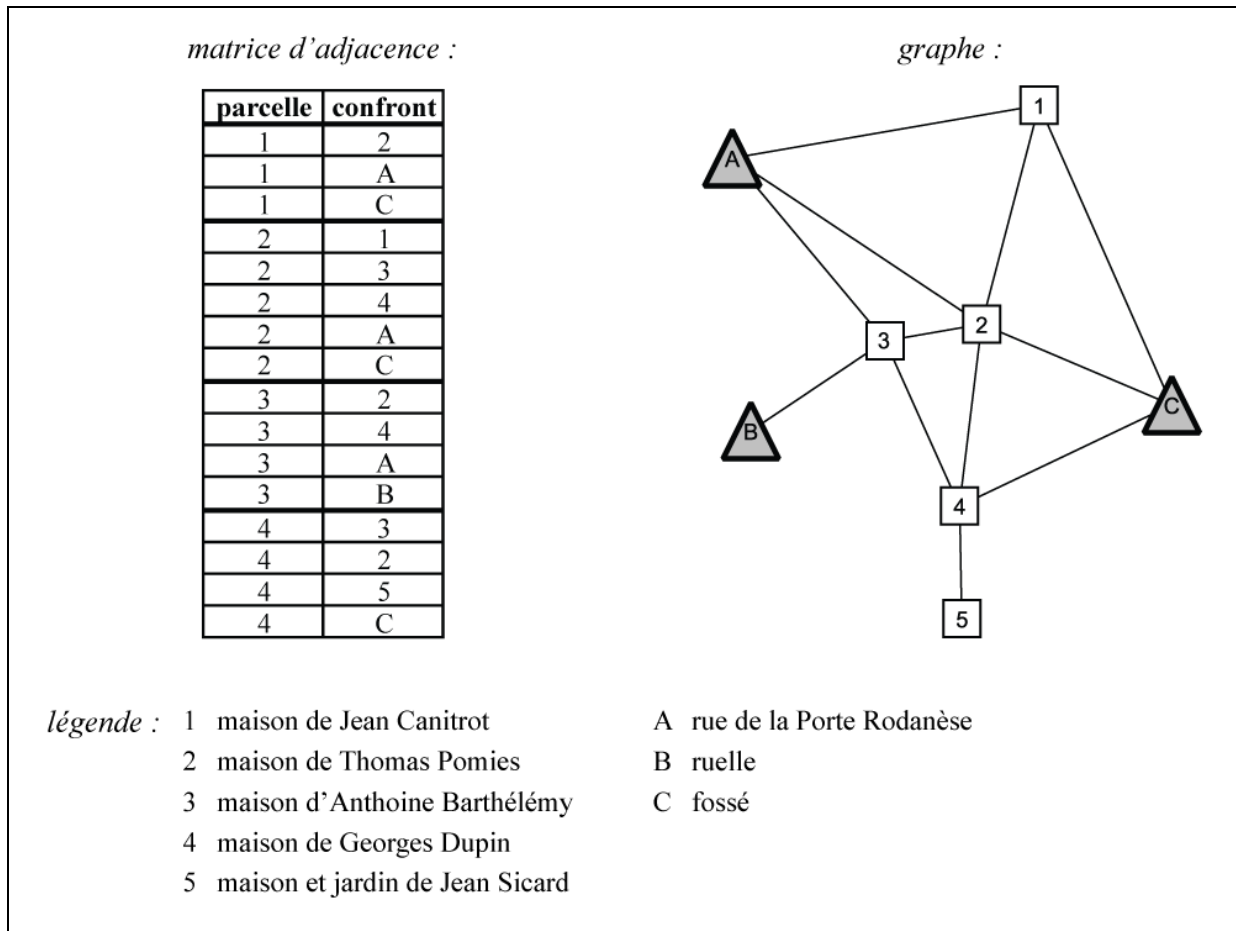 matrice d'adjacence :
parcelle confront
1 2
1 A
1 C
2 1
2 3
2 4
2 A
2 C
3 2
3 4
3 A
3 B
4 3
4 2
4 5
4 C
graphe :
1
A
2
3
C
B
4
5
légende :
1 maison de Jean Canitrot
2 maison de Thomas Pomies
3 maison d'Anthoine Barthélémy
4 maison de Georges Dupin
5 maison et jardin de Jean Sicard
A rue de la Porte Rodanèse
B ruelle
C fossé